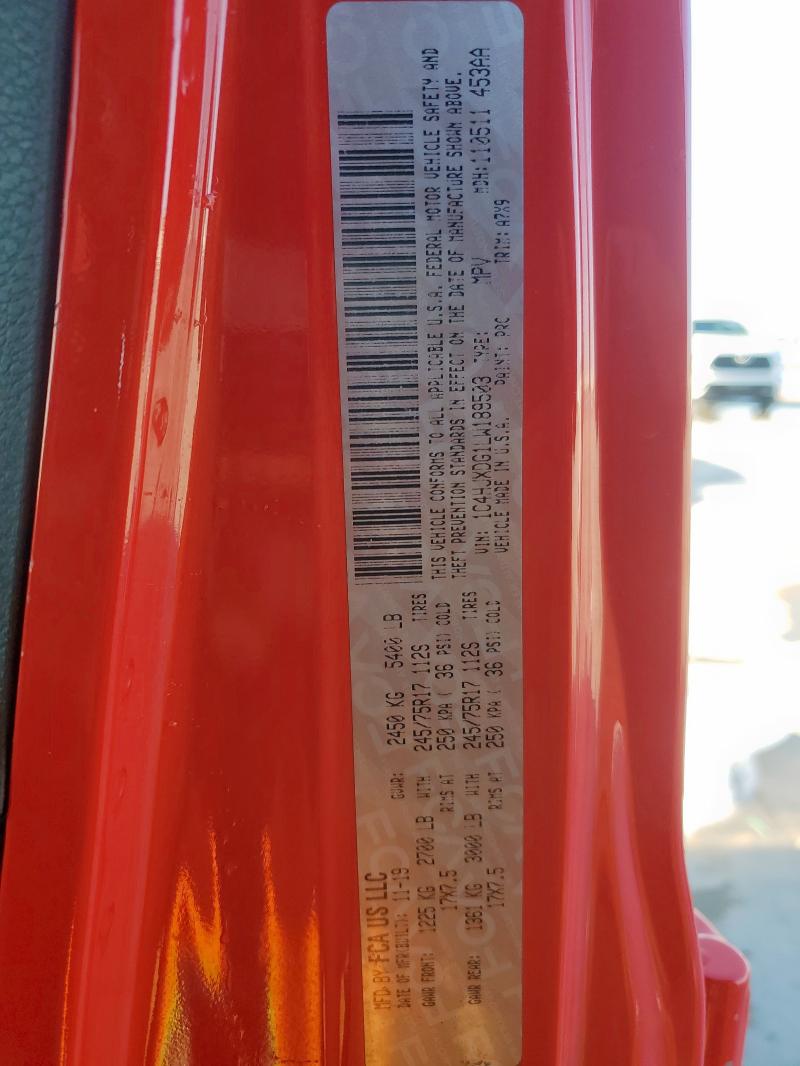 MFD BY FCA US LLC
DATE OF MFR(BUILT): 11-19 GVWR: 2450 KG 5400 LB
GAWR FRONT: 1225 KG 2700 LB WITH 245/75R17 112S TIRES
17X7.5 RIMS AT 250 KPA ( 36 PSI) COLD
GAWR REAR: 1361 KG 3000 LB WITH 245/75R17 112S TIRES
17X7.5 RIMS AT 250 KPA ( 36 PSI) COLD
THIS VEHICLE CONFORMS TO ALL APPLICABLE U.S.A. FEDERAL MOTOR VEHICLE SAFETY AND
THEFT PREVENTION STANDARDS IN EFFECT ON THE DATE OF MANUFACTURE SHOWN ABOVE.
VIN: 1C4HJXDG1LW189503 TYPE: MPV MDH:110511 453AA
VEHICLE MADE IN U.S.A. PAINT: PRC TRIM: A7X9